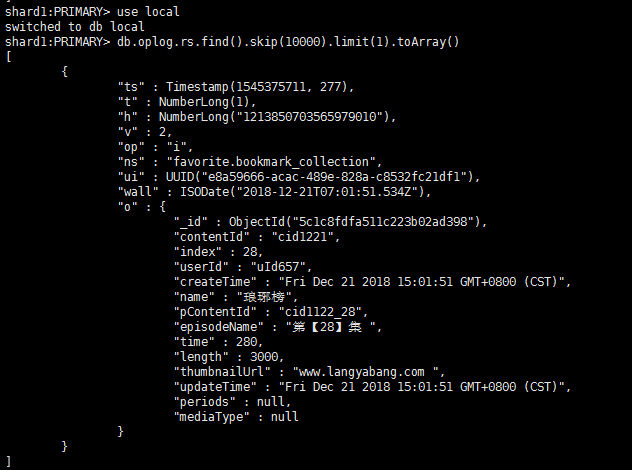 shard1:PRIMARY> use local
switched to db local
shard1:PRIMARY> db.oplog.rs.find().skip(10000).limit(1).toArray()
[
        {
                "ts" : Timestamp(1545375711, 277),
                "t" : NumberLong(1),
                "h" : NumberLong("1213850703565979010"),
                "v" : 2,
                "op" : "i",
                "ns" : "favorite.bookmark_collection",
                "ui" : UUID("e8a59666-acac-489e-828a-c8532fc21df1"),
                "wall" : ISODate("2018-12-21T07:01:51.534Z"),
                "o" : {
                        "_id" : ObjectId("5c1c8fdfa511c223b02ad398"),
                        "contentId" : "cid1221",
                        "index" : 28,
                        "userId" : "uId657",
                        "createTime" : "Fri Dec 21 2018 15:01:51 GMT+0800 (CST)",
                        "name" : "琅琊榜",
                        "pContentId" : "cid1122_28",
                        "episodeName" : "第【28】集 ",
                        "time" : 280,
                        "length" : 3000,
                        "thumbnailUrl" : "www.langyabang.com ",
                        "updateTime" : "Fri Dec 21 2018 15:01:51 GMT+0800 (CST)",
                        "periods" : null,
                        "mediaType" : null
                }
        }
]